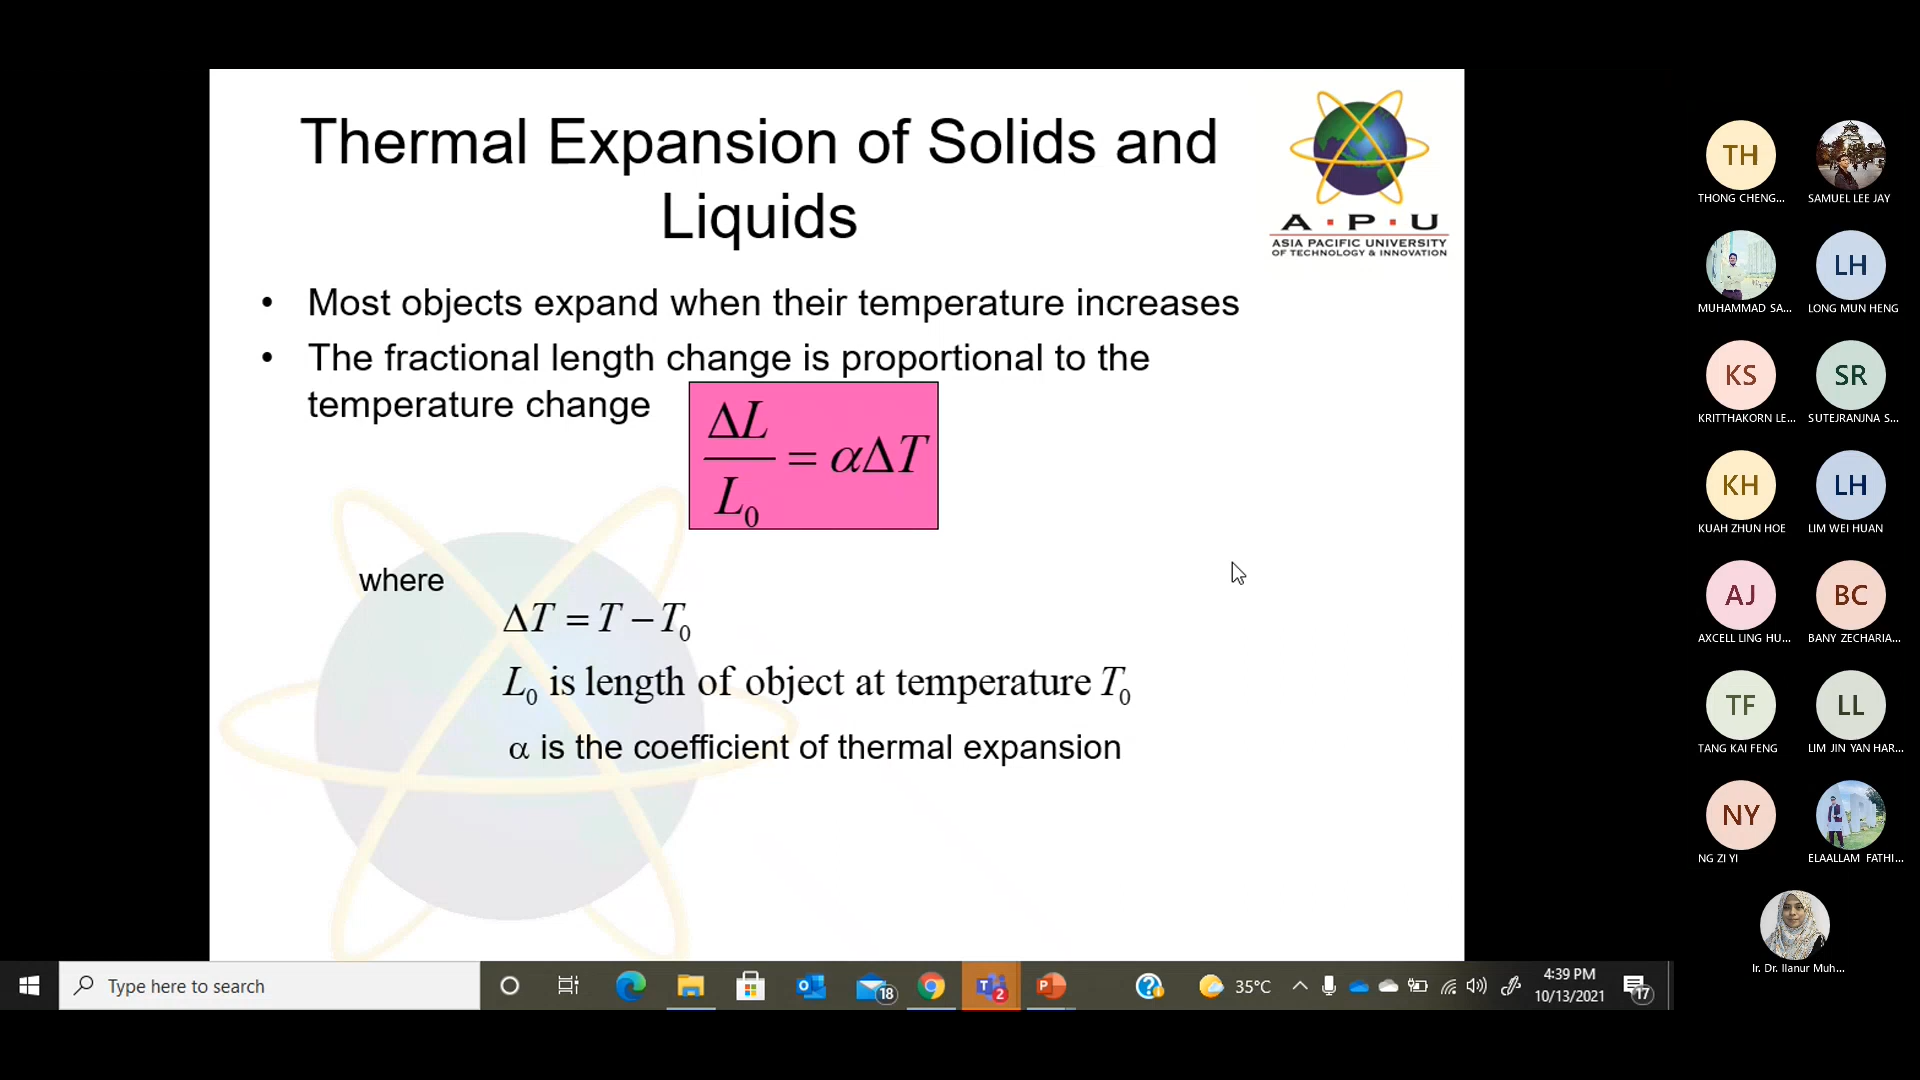 Thermal Expansion of Solids and
Liquids
A·P·U
ASIA PACIFIC UNIVERSITY
OF TECHNOLOGY & INNOVATION
• Most objects expand when their temperature increases
• The fractional length change is proportional to the
temperature change
ΔL/L₀ = αΔT
where
ΔT = T − T₀
L₀ is length of object at temperature T₀
α is the coefficient of thermal expansion
TH
THONG CHENG...
SAMUEL LEE JAY
MUHAMMAD SA...
LH
LONG MUN HENG
KS
KRITTHAKORN LE...
SR
SUTEJRANJNA S...
KH
KUAH ZHUN HOE
LH
LIM WEI HUAN
AJ
AXCELL LING HU...
BC
BANY ZECHARIA...
TF
TANG KAI FENG
LL
LIM JIN YAN HAR...
NY
NG ZI YI
ELAALLAM FATHI...
Ir. Dr. Ilanur Muh...
Type here to search
18
2
35°C
4:39 PM
10/13/2021
17